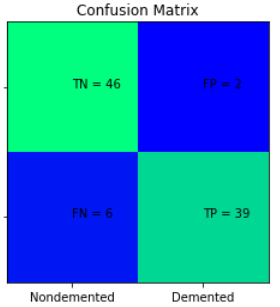 Confusion Matrix
TN = 46
FP = 2
FN = 6
TP = 39
Nondemented
Demented